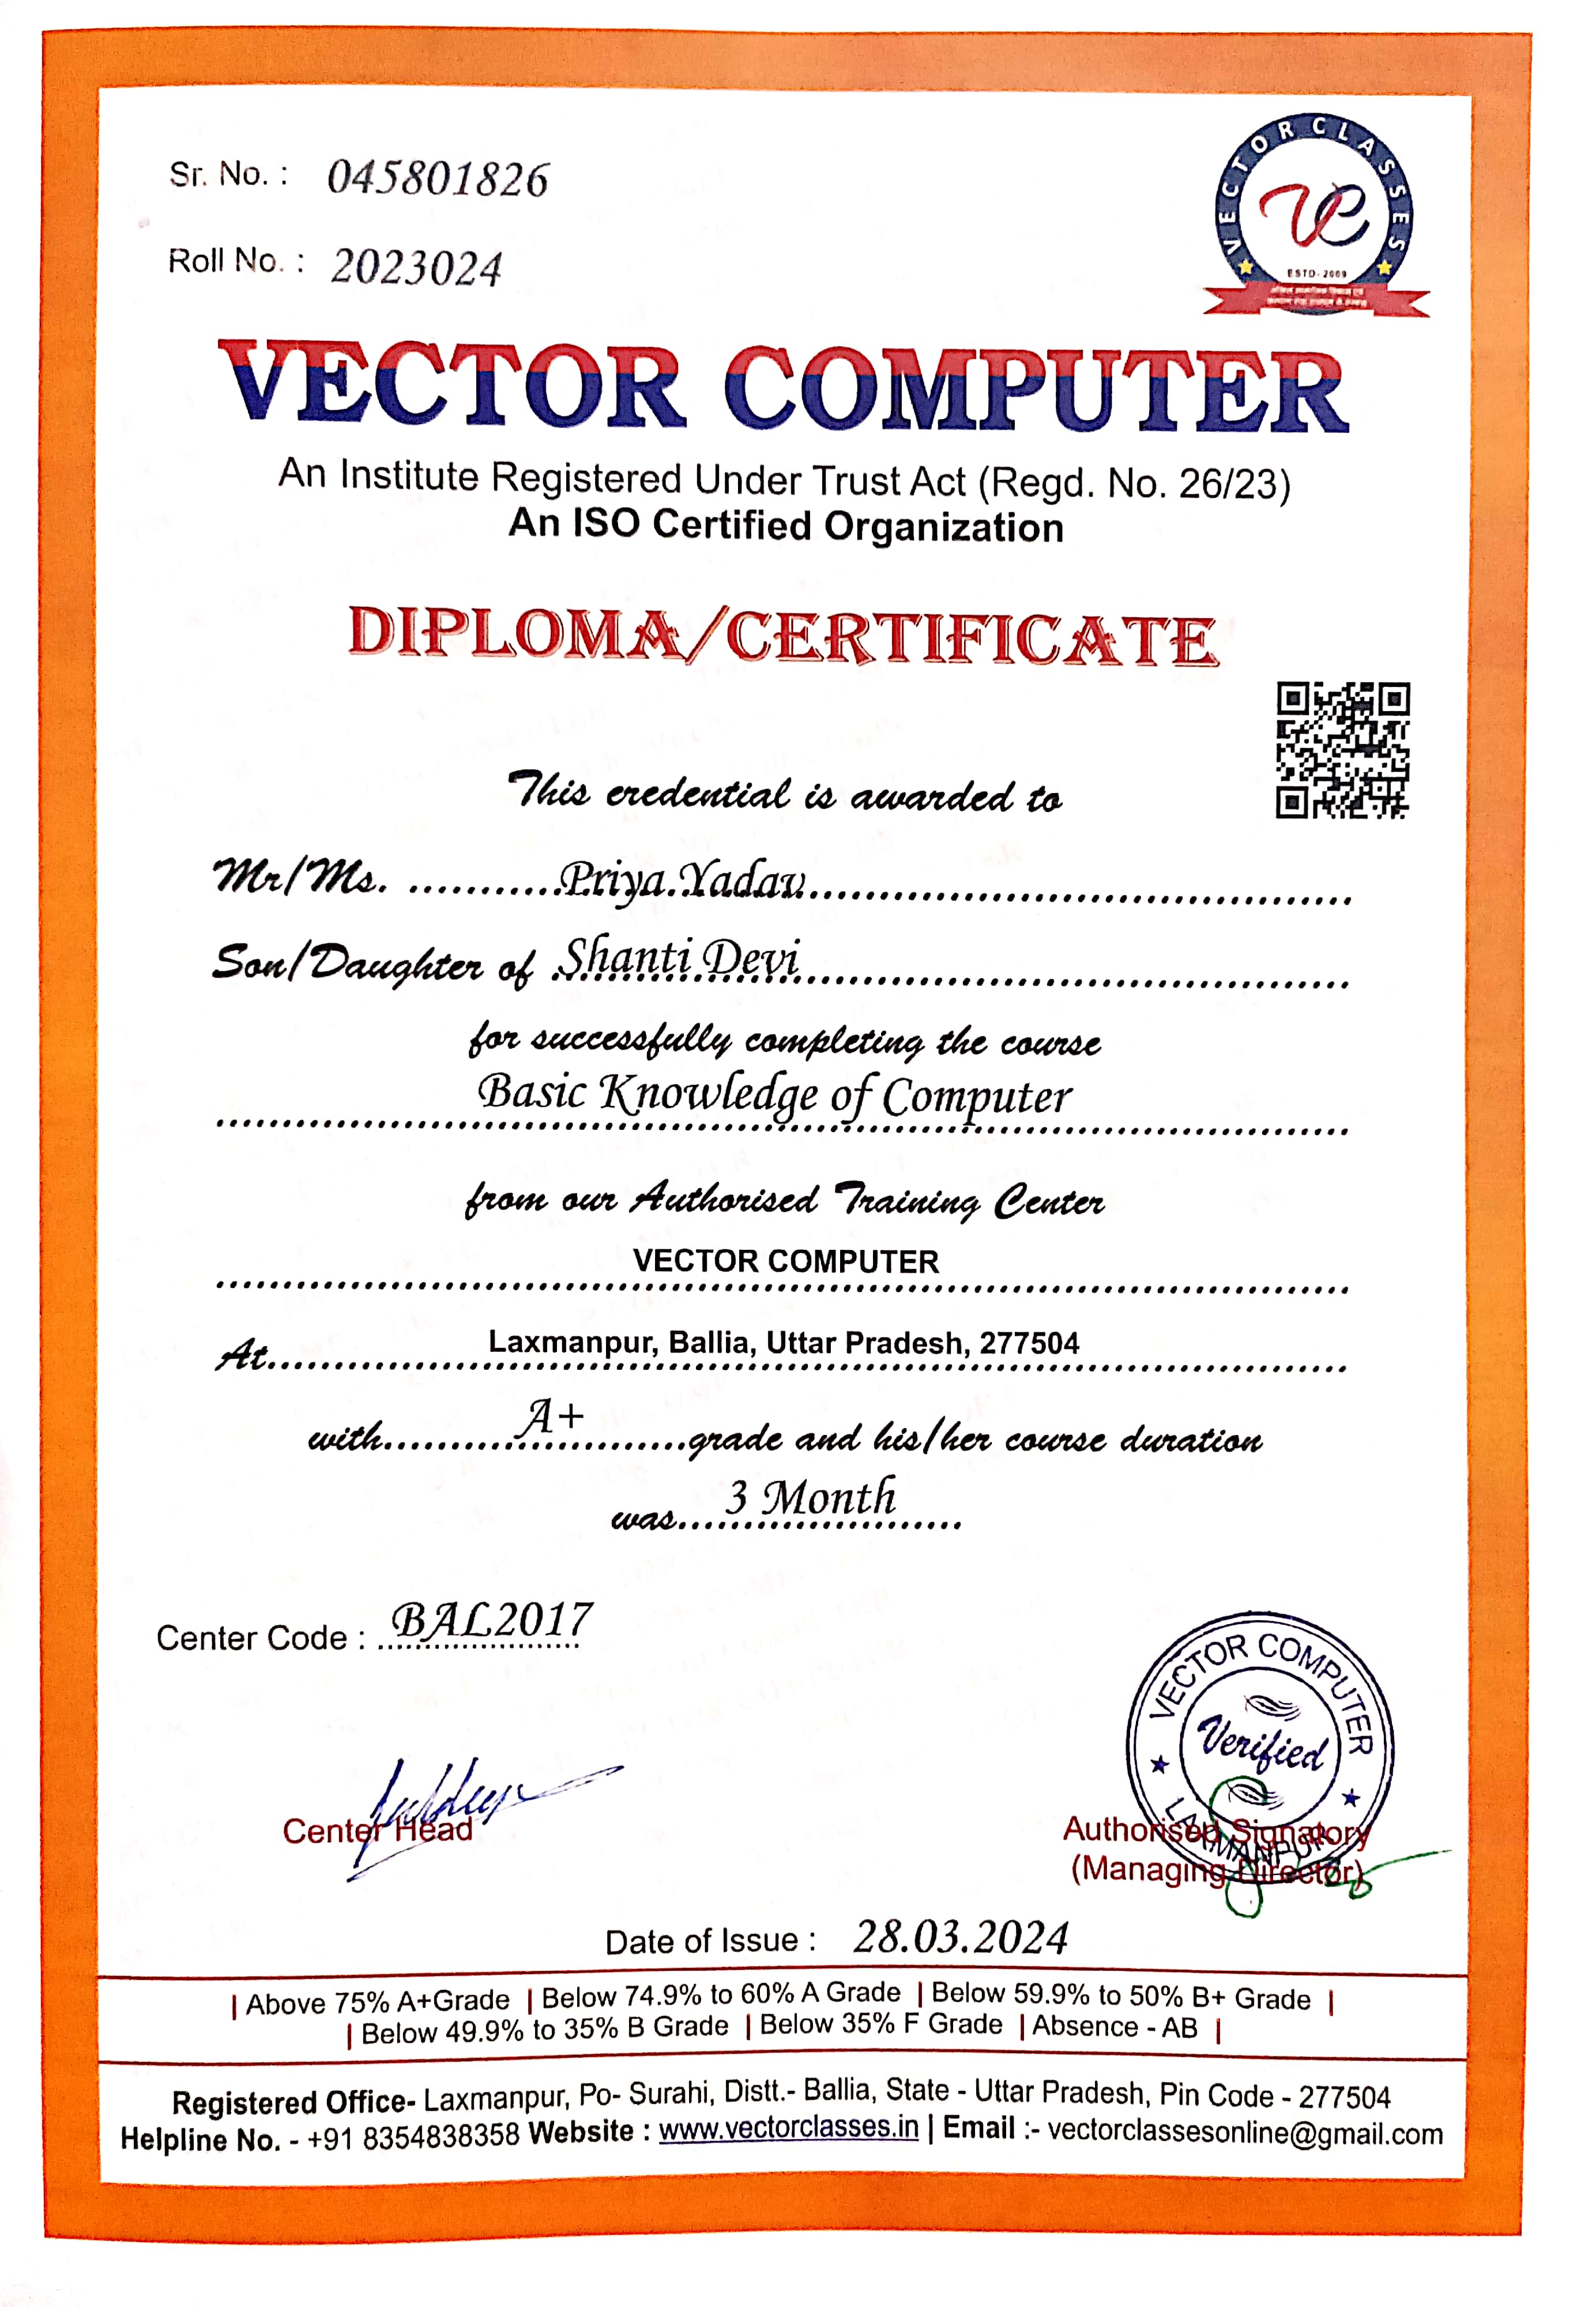 Sr. No. : 045801826
VECTOR CLASSES
VC
ESTD- 2009
Roll No. : 2023024
VECTOR COMPUTER
An Institute Registered Under Trust Act (Regd. No. 26/23)
An ISO Certified Organization
DIPLOMA/CERTIFICATE
This credential is awarded to
Mr/Ms. ...........Priya Yadav..........................................
Son/Daughter of .Shanti Devi..........................................
for successfully completing the course
Basic Knowledge of Computer
from our Authorised Training Center
VECTOR COMPUTER
At.................Laxmanpur, Ballia, Uttar Pradesh, 277504....................
with..........A+.............grade and his/her course duration
was...3 Month.....
Center Code : BAL2017
VECTOR COMPUTER
Verified
LAXMANPUR
Center Head
Authorised Signatory
(Managing Director)
Date of Issue : 28.03.2024
| Above 75% A+Grade | Below 74.9% to 60% A Grade | Below 59.9% to 50% B+ Grade |
| Below 49.9% to 35% B Grade | Below 35% F Grade | Absence - AB |
Registered Office- Laxmanpur, Po- Surahi, Distt.- Ballia, State - Uttar Pradesh, Pin Code - 277504
Helpline No. - +91 8354838358 Website : www.vectorclasses.in | Email :- vectorclassesonline@gmail.com